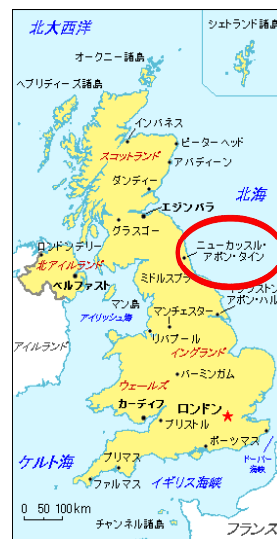 北大西洋
シェトランド諸島
オークニー諸島
ヘブリディーズ諸島
インバネス
ピーターヘッド
スコットランド
アバディーン
ダンディー
北海
エジンバラ
グラスゴー
ニューカッスル・
アポン・タイン
ロンドンデリー
北アイルランド
ベルファスト
ミドルスブラ
マン島
アポン・ハル
マンチェスター
アイリッシュ海
リバプール
イングランド
アイルランド
ウェールズ
バーミンガム
カーディフ
ロンドン
ブリストル
ポーツマス
ケルト海
ドーバー
海峡
プリマス
イギリス海峡
ファルマス
0 50 100km
チャンネル諸島
フランス